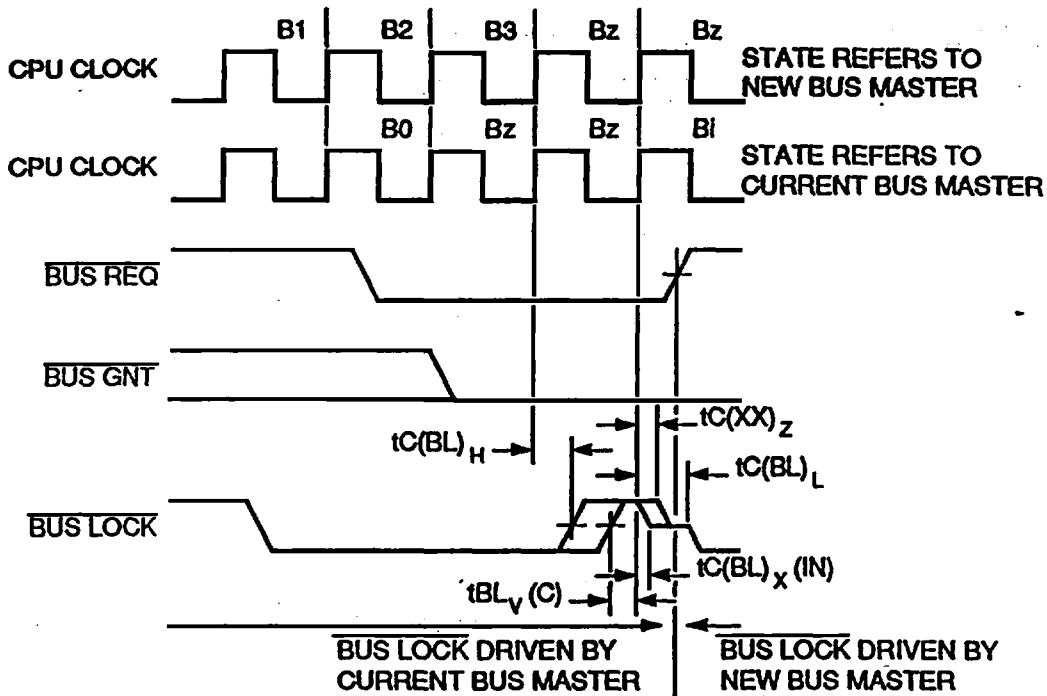 B1 B2 B3 Bz Bz
CPU CLOCK
STATE REFERS TO
NEW BUS MASTER
B0 Bz Bz Bi
CPU CLOCK
STATE REFERS TO
CURRENT BUS MASTER
BUS REQ
BUS GNT
tC(XX)Z
tC(BL)H
tC(BL)L
BUS LOCK
tC(BL)X (IN)
tBLV (C)
BUS LOCK DRIVEN BY
CURRENT BUS MASTER
BUS LOCK DRIVEN BY
NEW BUS MASTER